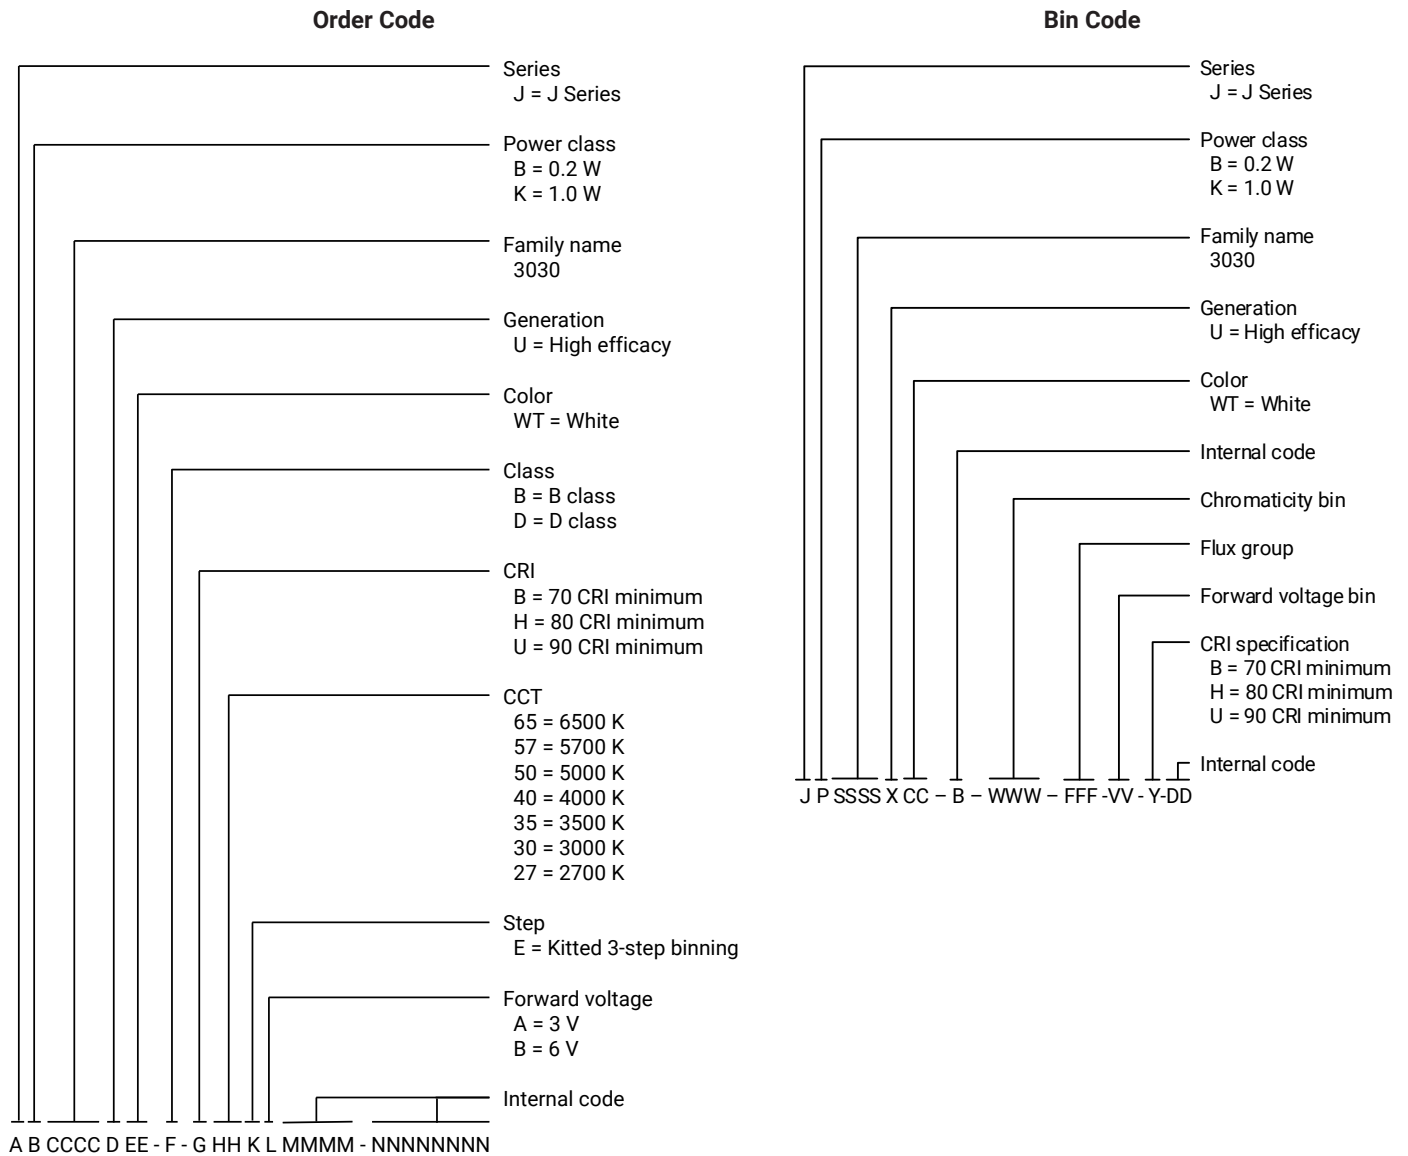 Order Code
Series
J = J Series
Power class
B = 0.2 W
K = 1.0 W
Family name
3030
Generation
U = High efficacy
Color
WT = White
Class
B = B class
D = D class
CRI
B = 70 CRI minimum
H = 80 CRI minimum
U = 90 CRI minimum
CCT
65 = 6500 K
57 = 5700 K
50 = 5000 K
40 = 4000 K
35 = 3500 K
30 = 3000 K
27 = 2700 K
Step
E = Kitted 3-step binning
Forward voltage
A = 3 V
B = 6 V
Internal code
A B CCCC D EE - F - G HH K L MMMM - NNNNNNNN
Bin Code
Series
J = J Series
Power class
B = 0.2 W
K = 1.0 W
Family name
3030
Generation
U = High efficacy
Color
WT = White
Internal code
Chromaticity bin
Flux group
Forward voltage bin
CRI specification
B = 70 CRI minimum
H = 80 CRI minimum
U = 90 CRI minimum
Internal code
J P SSSS X CC – B – WWW – FFF -VV - Y-DD